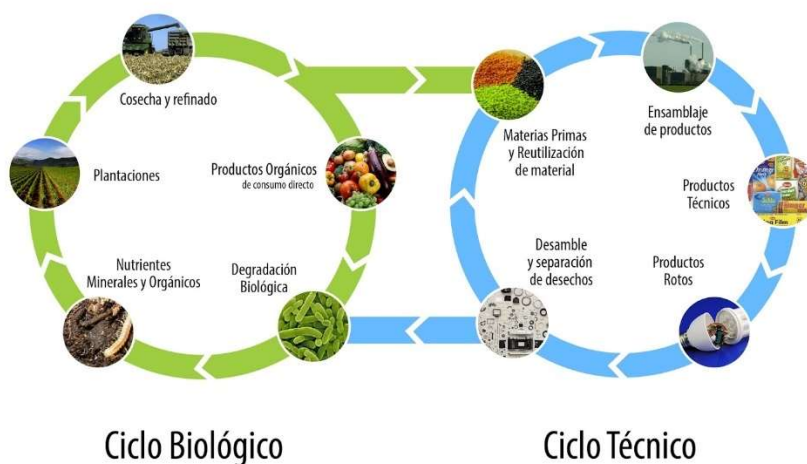 Cosecha y refinado
Plantaciones
Productos Orgánicos
de consumo directo
Nutrientes
Minerales y Orgánicos
Degradación
Biológica
Materias Primas
y Reutilización
de material
Ensamblaje
de productos
Productos
Técnicos
Desamble
y separación
de desechos
Productos
Rotos
Ciclo Biológico
Ciclo Técnico